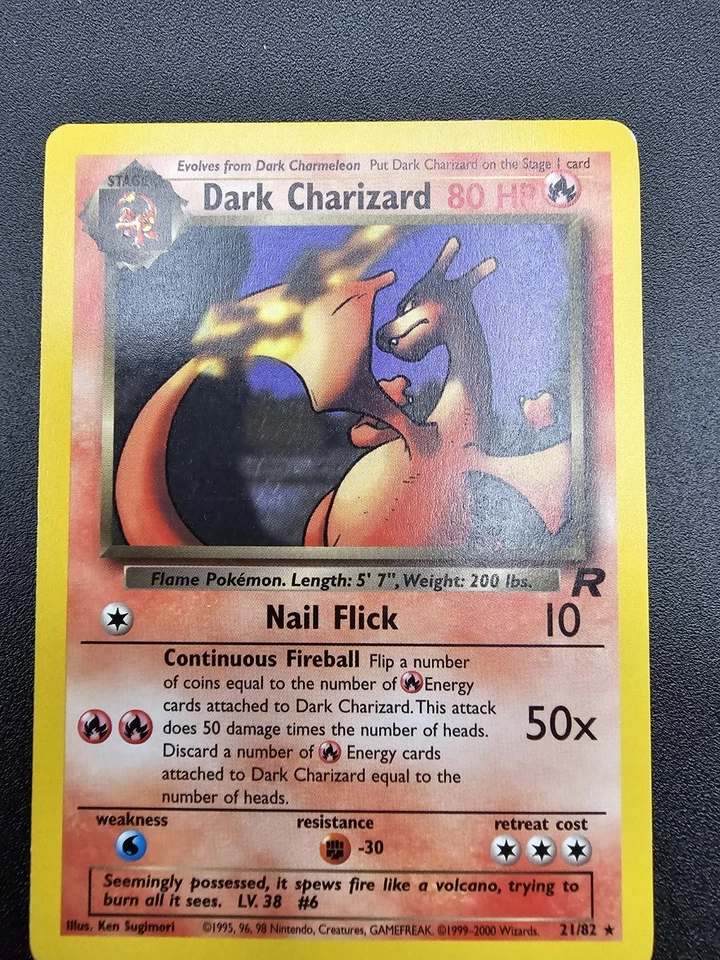 Evolves from Dark Charmeleon Put Dark Charizard on the Stage 1 card
STAGE
Dark Charizard 80 HP
Flame Pokémon. Length: 5' 7", Weight: 200 lbs.
R
Nail Flick 10
Continuous Fireball Flip a number
of coins equal to the number of Energy
cards attached to Dark Charizard. This attack
does 50 damage times the number of heads.
50x
Discard a number of Energy cards
attached to Dark Charizard equal to the
number of heads.
weakness resistance retreat cost
-30
Seemingly possessed, it spews fire like a volcano, trying to
burn all it sees. LV. 38 #6
Illus. Ken Sugimori ©1995, 96, 98 Nintendo, Creatures, GAMEFREAK. ©1999-2000 Wizards. 21/82